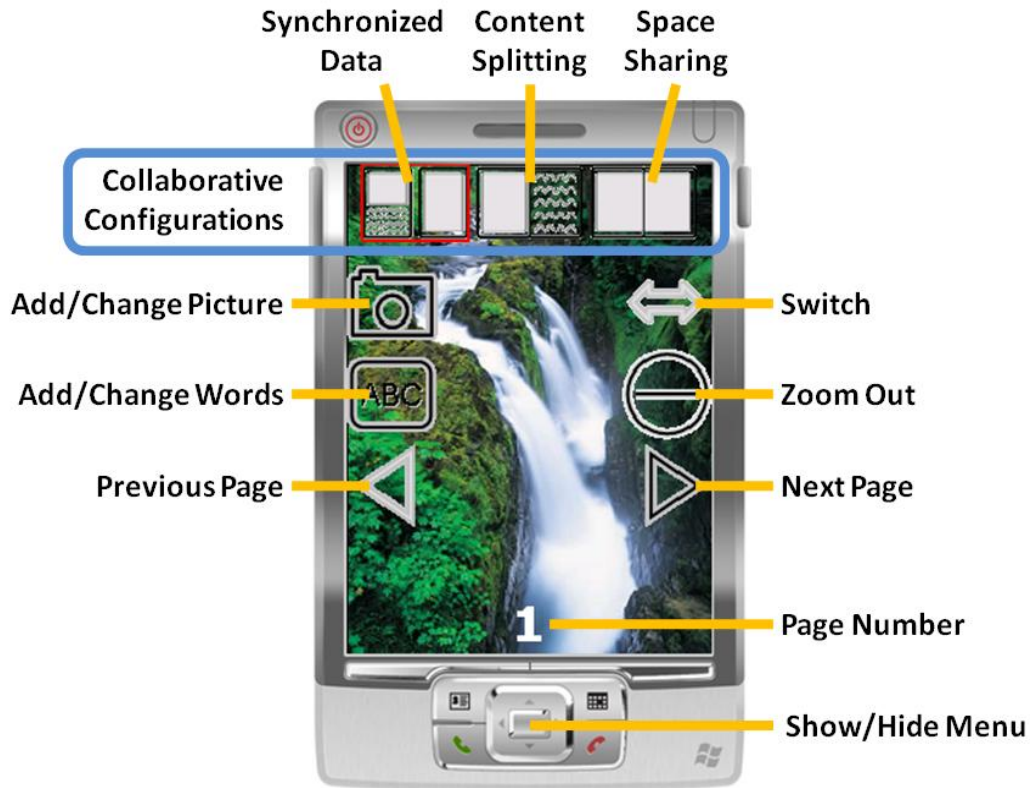 Synchronized
Data
Content
Splitting
Space
Sharing
Collaborative
Configurations
Add/Change Picture
Switch
ABC
Add/Change Words
Zoom Out
Previous Page
Next Page
1
Page Number
Show/Hide Menu